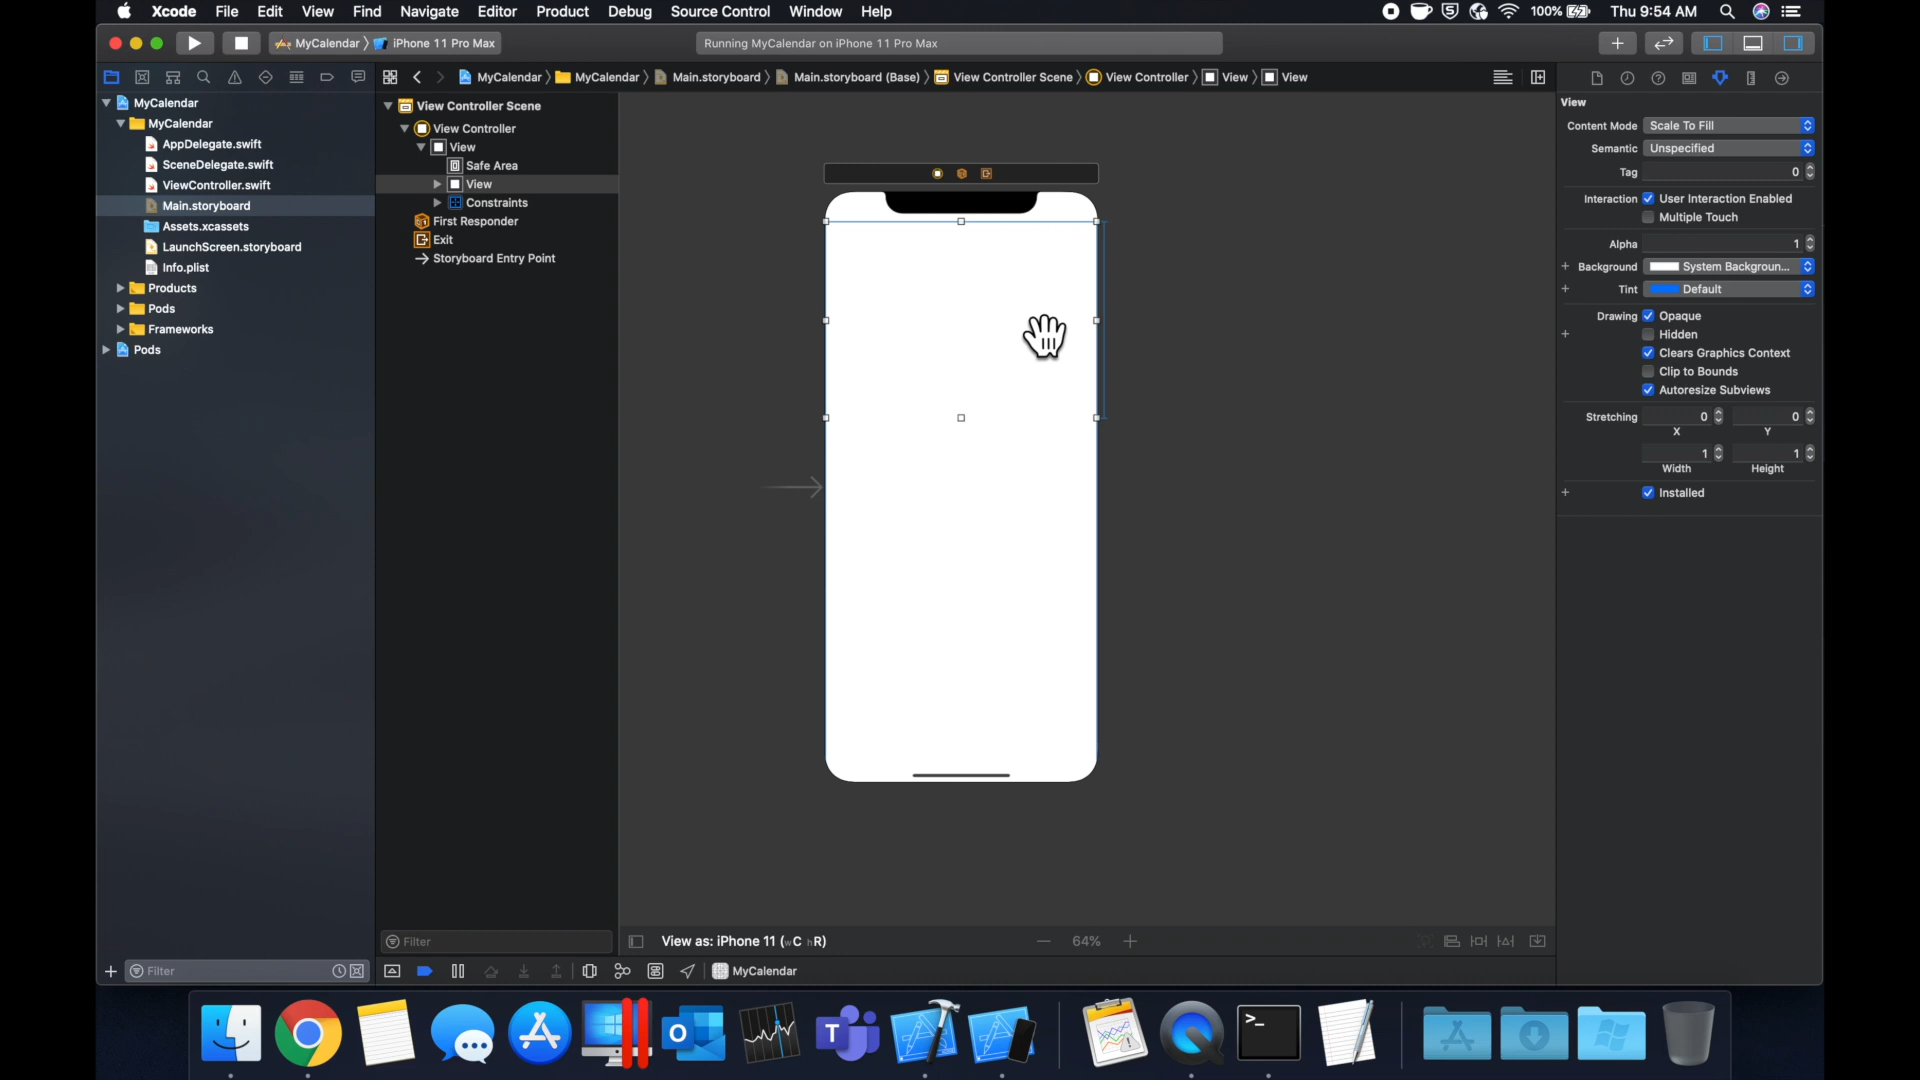 Xcode File Edit View Find Navigate Editor Product Debug Source Control Window Help 100% Thu 9:54 AM
MyCalendar iPhone 11 Pro Max
Running MyCalendar on iPhone 11 Pro Max
MyCalendar MyCalendar Main.storyboard Main.storyboard (Base) View Controller Scene View Controller View View
MyCalendar
MyCalendar
AppDelegate.swift
SceneDelegate.swift
ViewController.swift
Main.storyboard
Assets.xcassets
LaunchScreen.storyboard
Info.plist
Products
Pods
Frameworks
Pods
Filter
View Controller Scene
View Controller
View
Safe Area
View
Constraints
First Responder
Exit
Storyboard Entry Point
Filter
View as: iPhone 11 (wC hR)
64%
MyCalendar
View
Content Mode Scale To Fill
Semantic Unspecified
Tag 0
Interaction User Interaction Enabled
Multiple Touch
Alpha 1
+ Background System Backgroun...
+ Tint Default
Drawing Opaque
+ Hidden
Clears Graphics Context
Clip to Bounds
Autoresize Subviews
Stretching 0 0
X Y
1 1
Width Height
+ Installed